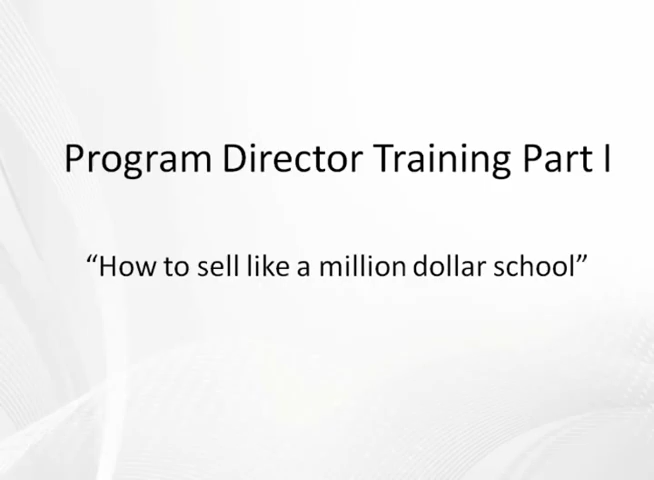 Program Director Training Part I
“How to sell like a million dollar school”